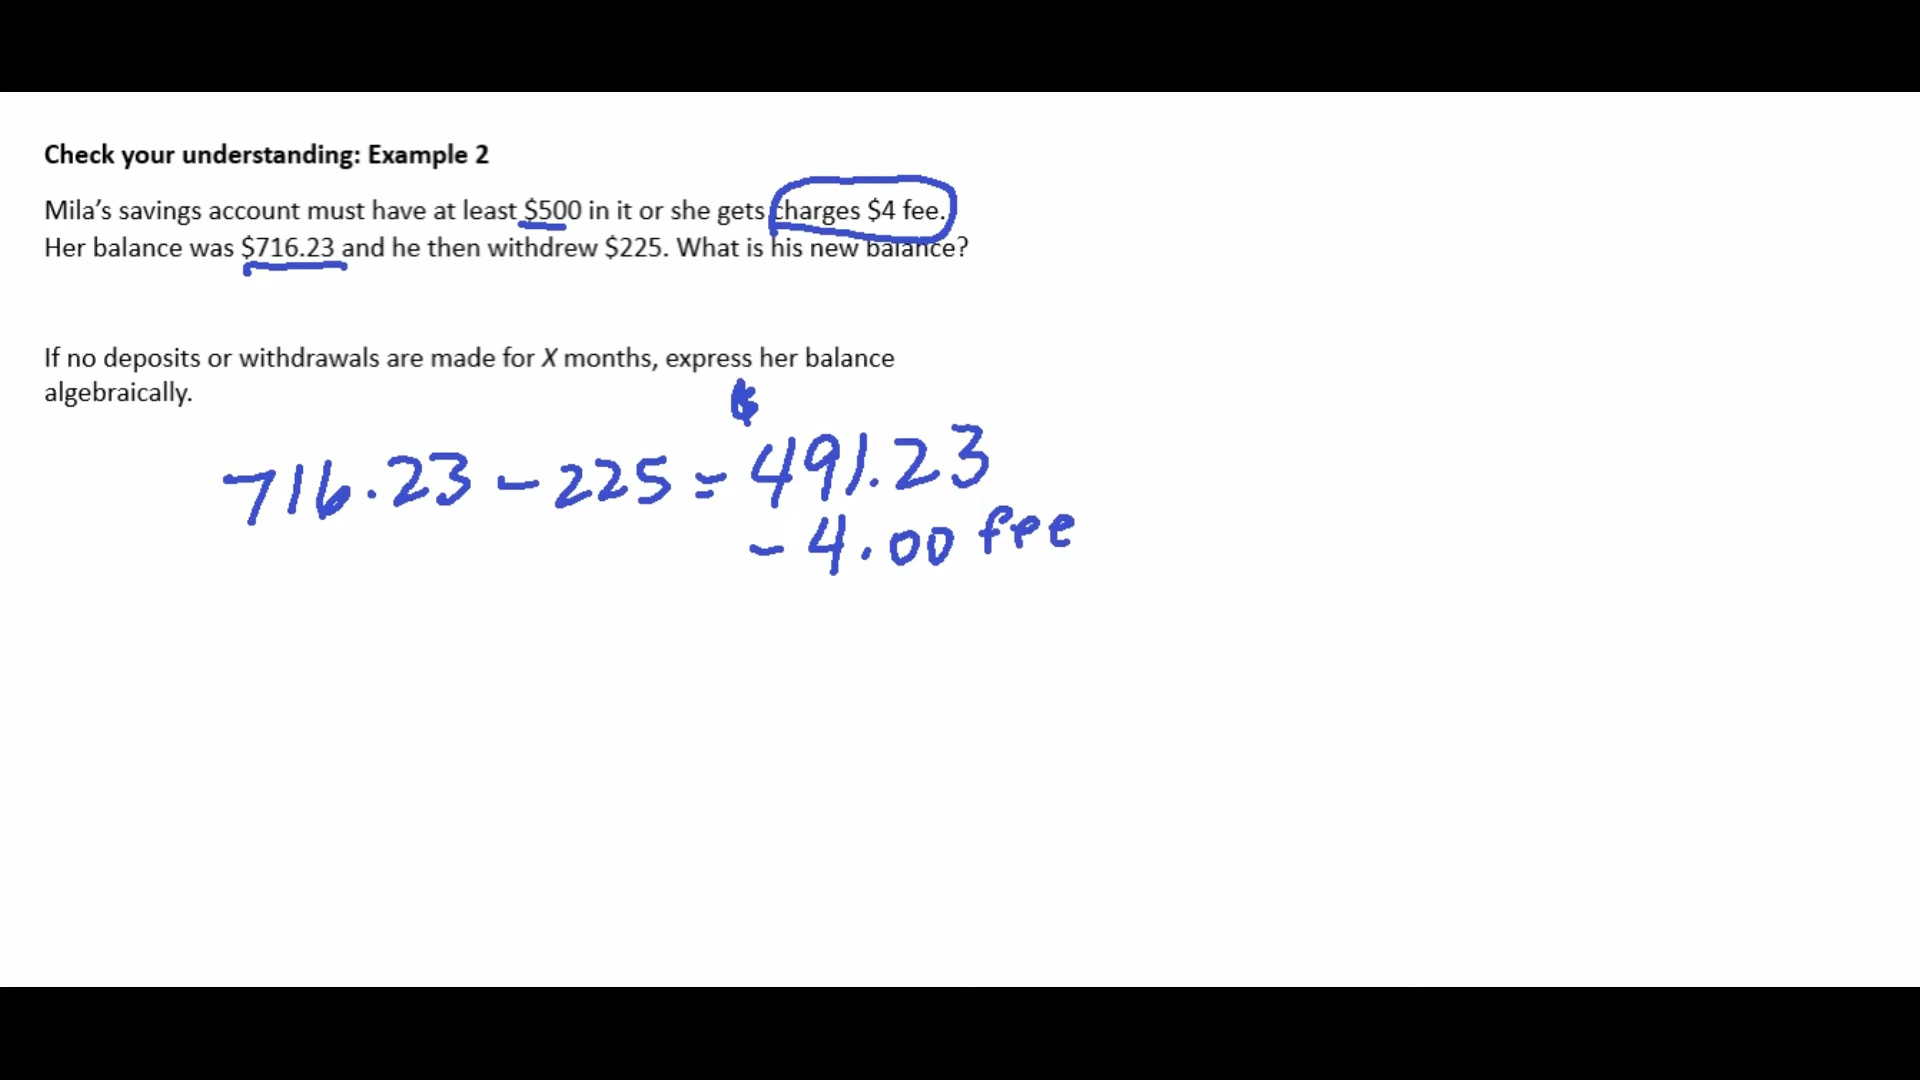 Check your understanding: Example 2
Mila’s savings account must have at least $500 in it or she gets charges $4 fee.
Her balance was $716.23 and he then withdrew $225. What is his new balance?
If no deposits or withdrawals are made for X months, express her balance
algebraically.
716.23 - 225 = $491.23
- 4.00 fee